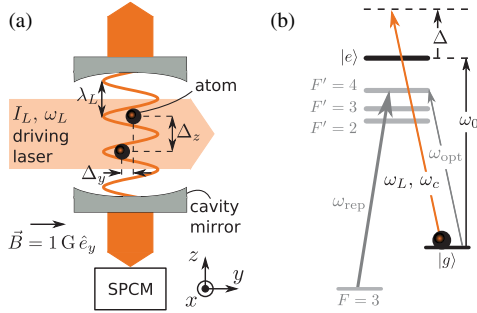 (a)
λ_L
atom
I_L, ω_L
driving
laser
Δ_z
Δ_y
cavity
mirror
B⃗ = 1 G ê_y
SPCM
z
y
x
(b)
Δ
|e⟩
F′ = 4
F′ = 3
F′ = 2
ω_0
ω_opt
ω_L, ω_c
ω_rep
|g⟩
F = 3